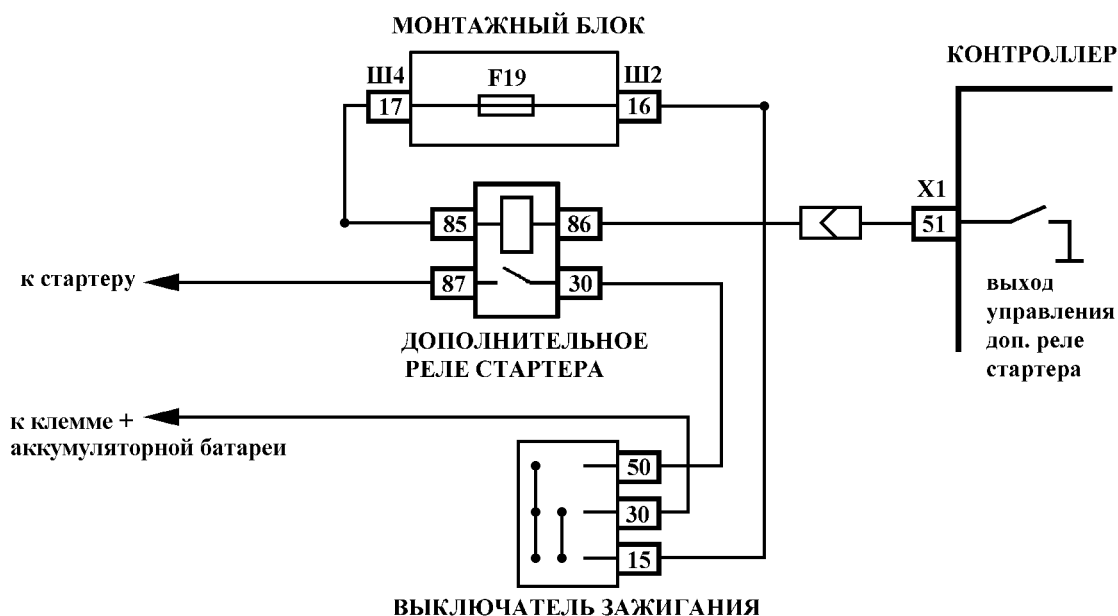 МОНТАЖНЫЙ БЛОК
КОНТРОЛЛЕР
Ш4
F19
Ш2
17
16
X1
85
86
51
к стартеру
87
30
выход
управления
доп. реле
стартера
ДОПОЛНИТЕЛЬНОЕ
РЕЛЕ СТАРТЕРА
к клемме +
аккумуляторной батареи
50
30
15
ВЫКЛЮЧАТЕЛЬ ЗАЖИГАНИЯ